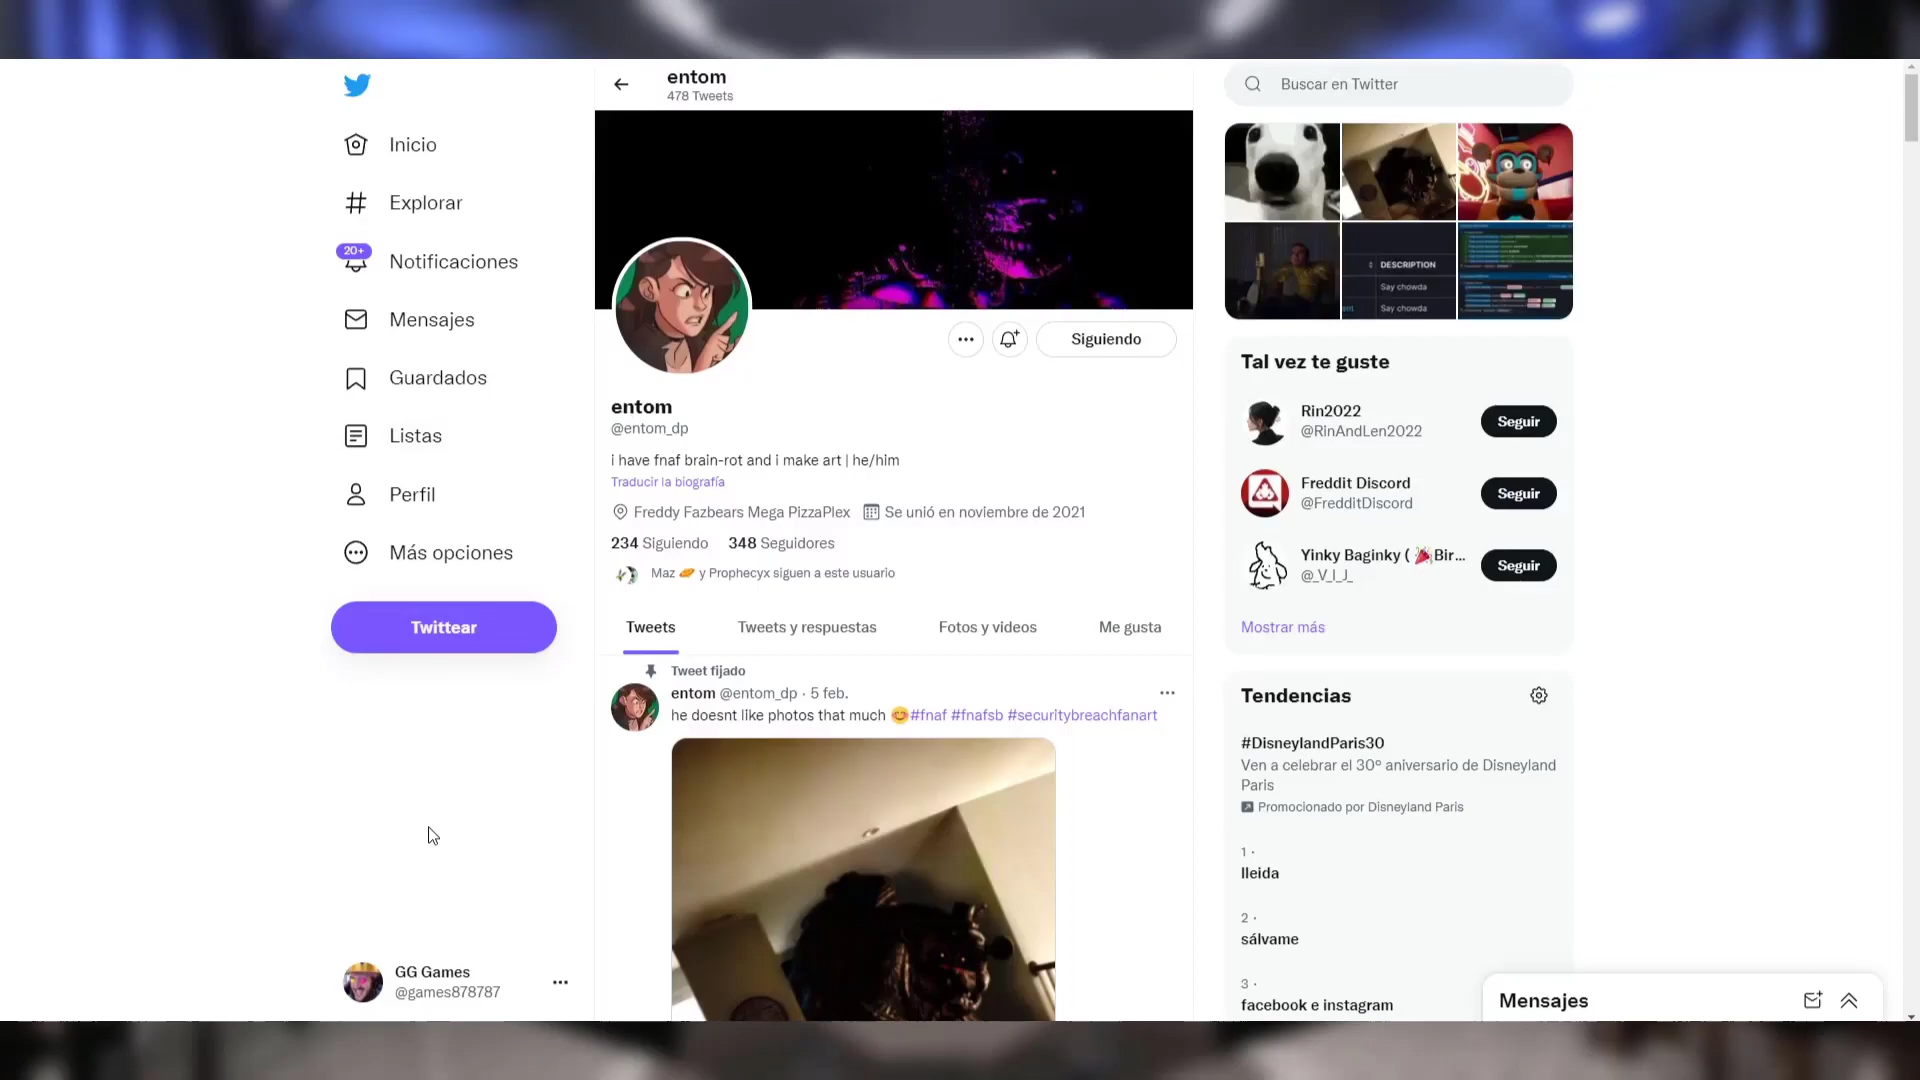 entom
478 Tweets
Buscar en Twitter
Inicio
Explorar
20+
Notificaciones
Mensajes
Guardados
Listas
Perfil
Más opciones
Twittear
GG Games
@games878787
Siguiendo
entom
@entom_dp
i have fnaf brain-rot and i make art | he/him
Traducir la biografía
Freddy Fazbears Mega PizzaPlex Se unió en noviembre de 2021
234 Siguiendo 348 Seguidores
Maz y Prophecyx siguen a este usuario
Tweets Tweets y respuestas Fotos y videos Me gusta
Tweet fijado
entom @entom_dp · 5 feb.
he doesnt like photos that much 😊#fnaf #fnafsb #securitybreachfanart
DESCRIPTION
Say chowda
Say chowda
Tal vez te guste
Rin2022
@RinAndLen2022
Seguir
Freddit Discord
@FredditDiscord
Seguir
Yinky Baginky ( 🎉Bir...
@_V_I_J_
Seguir
Mostrar más
Tendencias
#DisneylandParis30
Ven a celebrar el 30º aniversario de Disneyland
Paris
Promocionado por Disneyland Paris
1 ·
lleida
2 ·
sálvame
3 ·
facebook e instagram
Mensajes